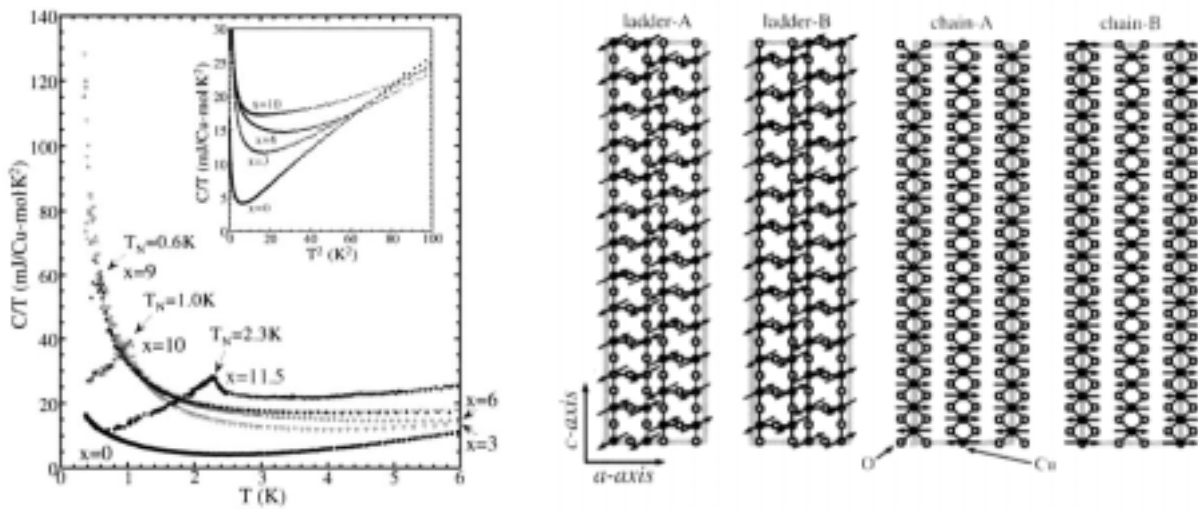 140
120
100
80
60
40
20
0
C/T (mJ/Cu-mol K²)
0 1 2 3 4 5 6
T (K)
T_N=0.6K
x=9
T_N=1.0K
x=10
T_N=2.3K
x=11.5
x=6
x=3
x=0
30
25
20
15
10
5
0
C/T (mJ/Cu-mol K²)
x=10
x=6
x=3
x=0
0 20 40 60 80 100
T² (K²)
ladder-A ladder-B chain-A chain-B
c-axis
a-axis
O
Cu